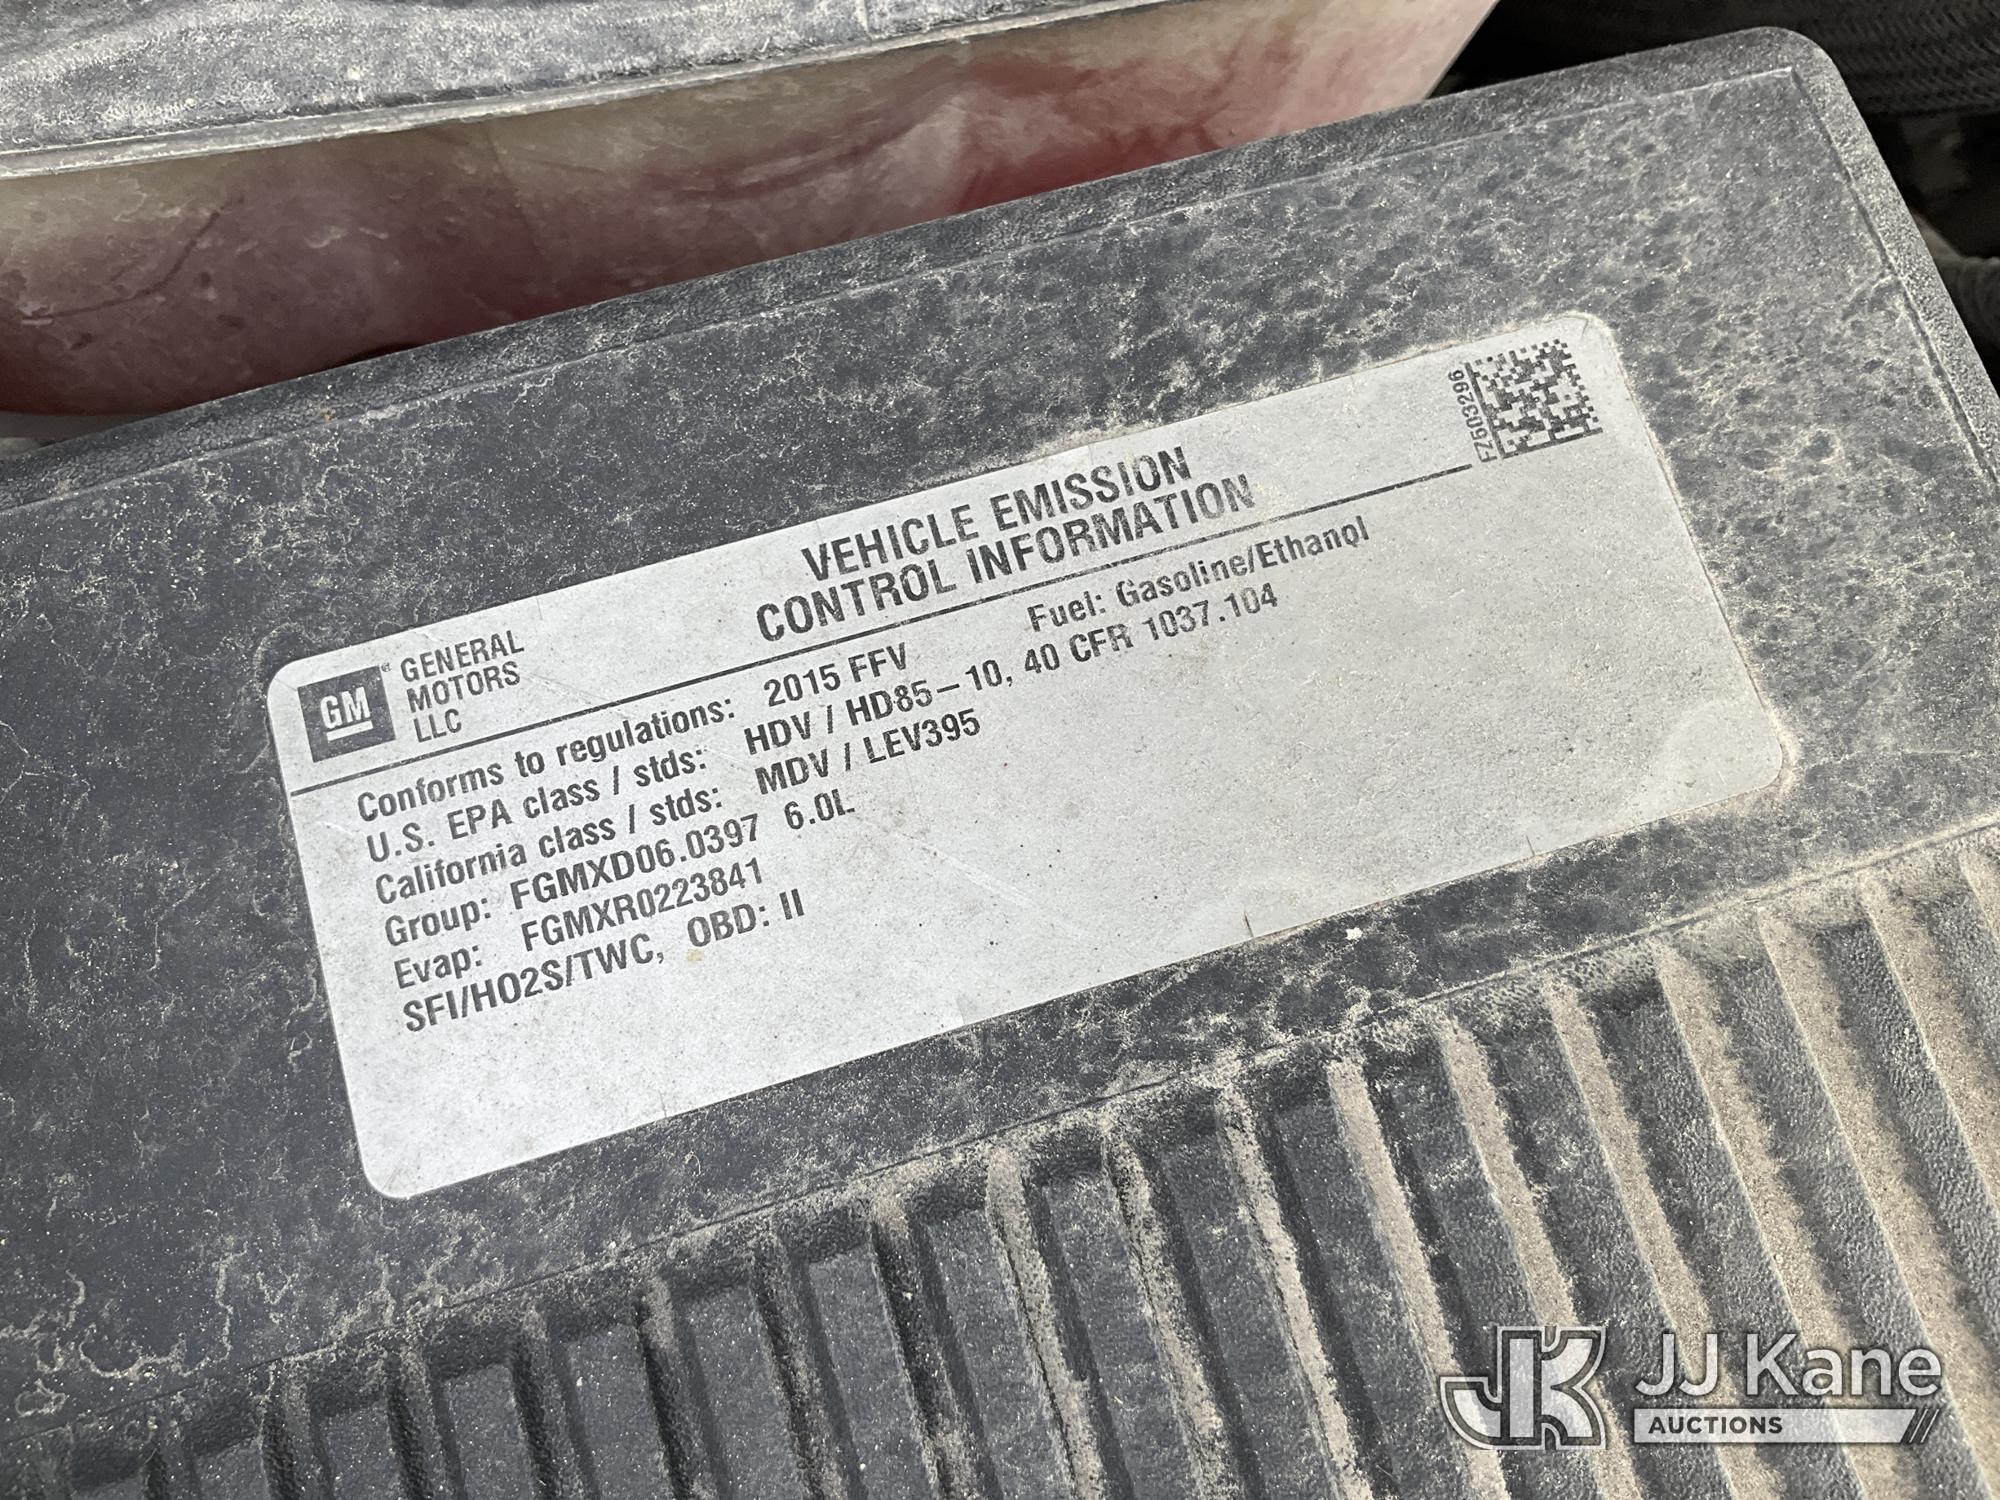 FZ6503296
VEHICLE EMISSION
CONTROL INFORMATION
GM
GENERAL
MOTORS
LLC
Conforms to regulations: 2015 FFV Fuel: Gasoline/Ethanol
U.S. EPA class / stds: HDV / HD85-10, 40 CFR 1037.104
California class / stds: MDV / LEV395
Group: FGMXD06.0397 6.0L
Evap: FGMXR0223841
SFI/HO2S/TWC, OBD: II
JK
JJ Kane
AUCTIONS